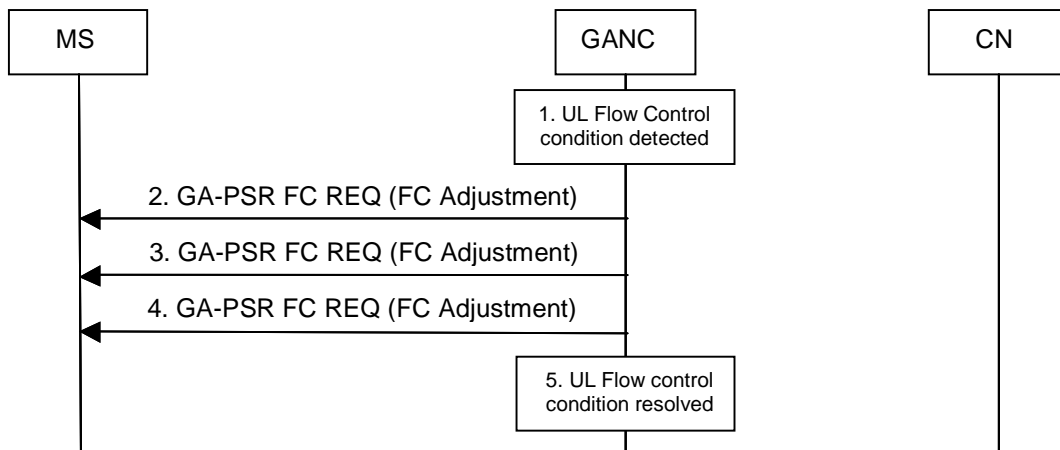 MS
GANC
CN
1. UL Flow Control
condition detected
2. GA-PSR FC REQ (FC Adjustment)
3. GA-PSR FC REQ (FC Adjustment)
4. GA-PSR FC REQ (FC Adjustment)
5. UL Flow control
condition resolved